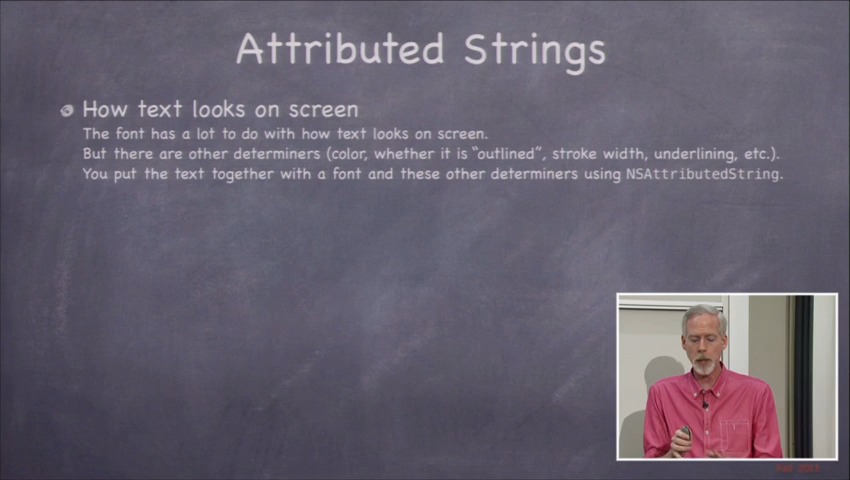 Attributed Strings
How text looks on screen
The font has a lot to do with how text looks on screen.
But there are other determiners (color, whether it is “outlined”, stroke width, underlining, etc.).
You put the text together with a font and these other determiners using NSAttributedString.
Fall 2013